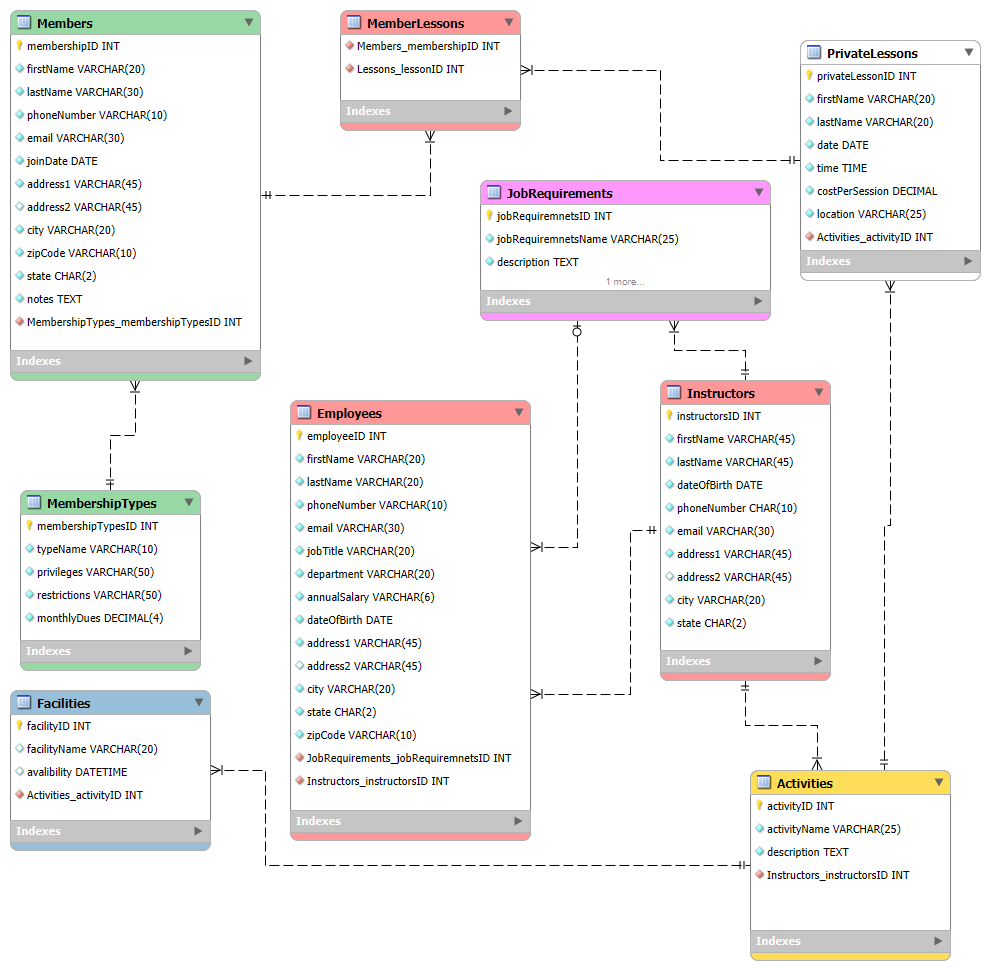 Members
membershipID INT
firstName VARCHAR(20)
lastName VARCHAR(30)
phoneNumber VARCHAR(10)
email VARCHAR(30)
joinDate DATE
address1 VARCHAR(45)
address2 VARCHAR(45)
city VARCHAR(20)
zipCode VARCHAR(10)
state CHAR(2)
notes TEXT
MembershipTypes_membershipTypesID INT
Indexes
MemberLessons
Members_membershipID INT
Lessons_lessonID INT
Indexes
PrivateLessons
privateLessonID INT
firstName VARCHAR(20)
lastName VARCHAR(20)
date DATE
time TIME
costPerSession DECIMAL
location VARCHAR(25)
Activities_activityID INT
Indexes
JobRequirements
jobRequiremnetsID INT
jobRequiremnetsName VARCHAR(25)
description TEXT
1 more...
Indexes
Instructors
instructorsID INT
firstName VARCHAR(45)
lastName VARCHAR(45)
dateOfBirth DATE
phoneNumber CHAR(10)
email VARCHAR(30)
address1 VARCHAR(45)
address2 VARCHAR(45)
city VARCHAR(20)
state CHAR(2)
Indexes
Employees
employeeID INT
firstName VARCHAR(20)
lastName VARCHAR(20)
phoneNumber VARCHAR(10)
email VARCHAR(30)
jobTitle VARCHAR(20)
department VARCHAR(20)
annualSalary VARCHAR(6)
dateOfBirth DATE
address1 VARCHAR(45)
address2 VARCHAR(45)
city VARCHAR(20)
state CHAR(2)
zipCode VARCHAR(10)
JobRequirements_jobRequiremnetsID INT
Instructors_instructorsID INT
Indexes
MembershipTypes
membershipTypesID INT
typeName VARCHAR(10)
privileges VARCHAR(50)
restrictions VARCHAR(50)
monthlyDues DECIMAL(4)
Indexes
Facilities
facilityID INT
facilityName VARCHAR(20)
avalibility DATETIME
Activities_activityID INT
Indexes
Activities
activityID INT
activityName VARCHAR(25)
description TEXT
Instructors_instructorsID INT
Indexes